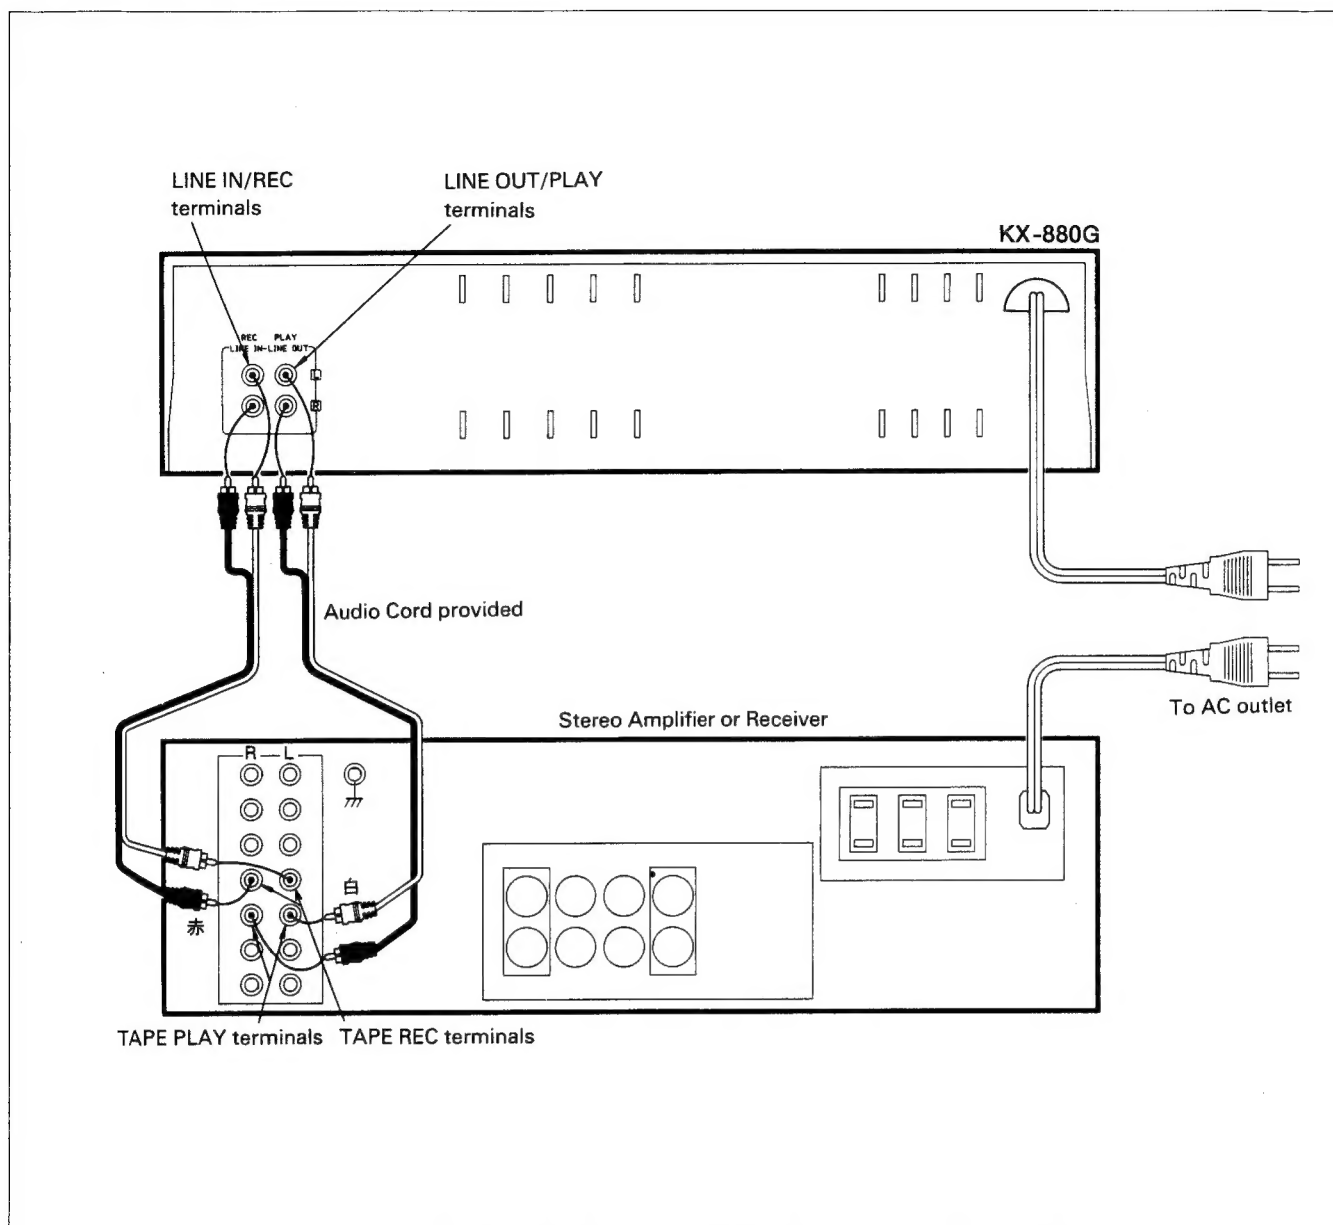 LINE IN/REC
terminals
LINE OUT/PLAY
terminals
KX-880G
REC PLAY
LINE IN LINE OUT
L
R
Audio Cord provided
To AC outlet
Stereo Amplifier or Receiver
R L
白
赤
TAPE PLAY terminals
TAPE REC terminals